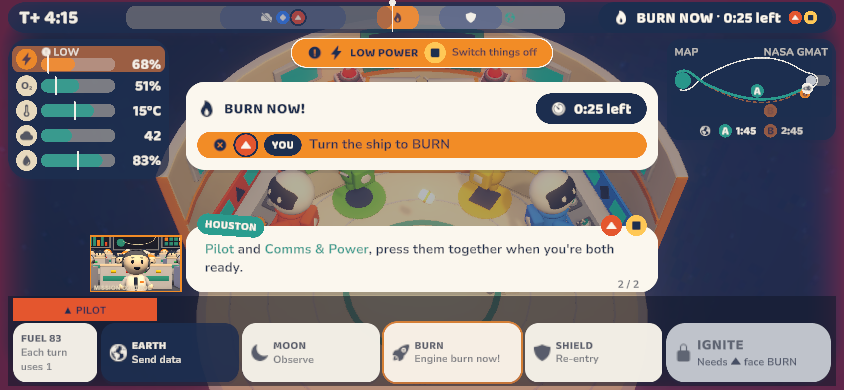 T+ 4:15
BURN NOW · 0:25 left
LOW
68%
O₂
51%
15°C
42
83%
LOW POWER Switch things off
MAP NASA GMAT
A
A 1:45 B 2:45
BURN NOW!
0:25 left
YOU Turn the ship to BURN
HOUSTON
Pilot and Comms & Power, press them together when you're both
ready.
2 / 2
▲ PILOT
FUEL 83
Each turn
uses 1
EARTH
Send data
MOON
Observe
BURN
Engine burn now!
SHIELD
Re-entry
IGNITE
Needs ▲ face BURN